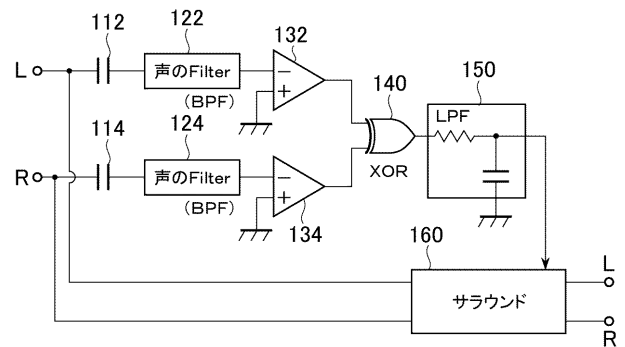 112
122
132
140
150
L
声のFilter
(BPF)
−
+
LPF
114
124
R
声のFilter
(BPF)
−
+
134
XOR
160
サラウンド
L
R